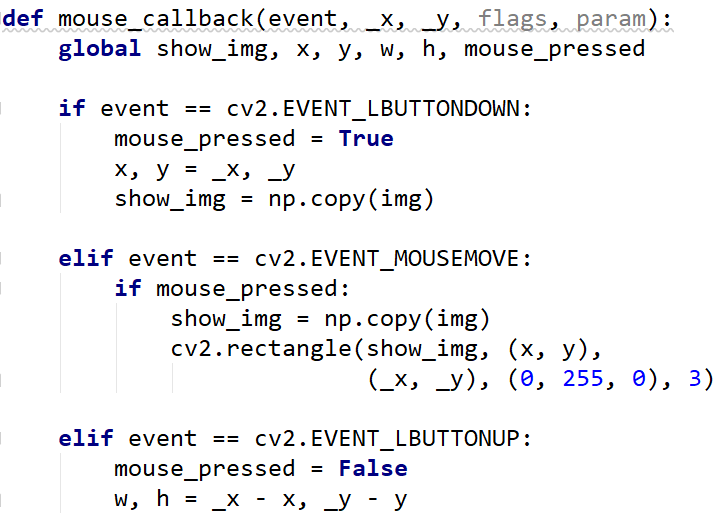 def mouse_callback(event, _x, _y, flags, param):
    global show_img, x, y, w, h, mouse_pressed

    if event == cv2.EVENT_LBUTTONDOWN:
        mouse_pressed = True
        x, y = _x, _y
        show_img = np.copy(img)

    elif event == cv2.EVENT_MOUSEMOVE:
        if mouse_pressed:
            show_img = np.copy(img)
            cv2.rectangle(show_img, (x, y),
                          (_x, _y), (0, 255, 0), 3)

    elif event == cv2.EVENT_LBUTTONUP:
        mouse_pressed = False
        w, h = _x - x, _y - y